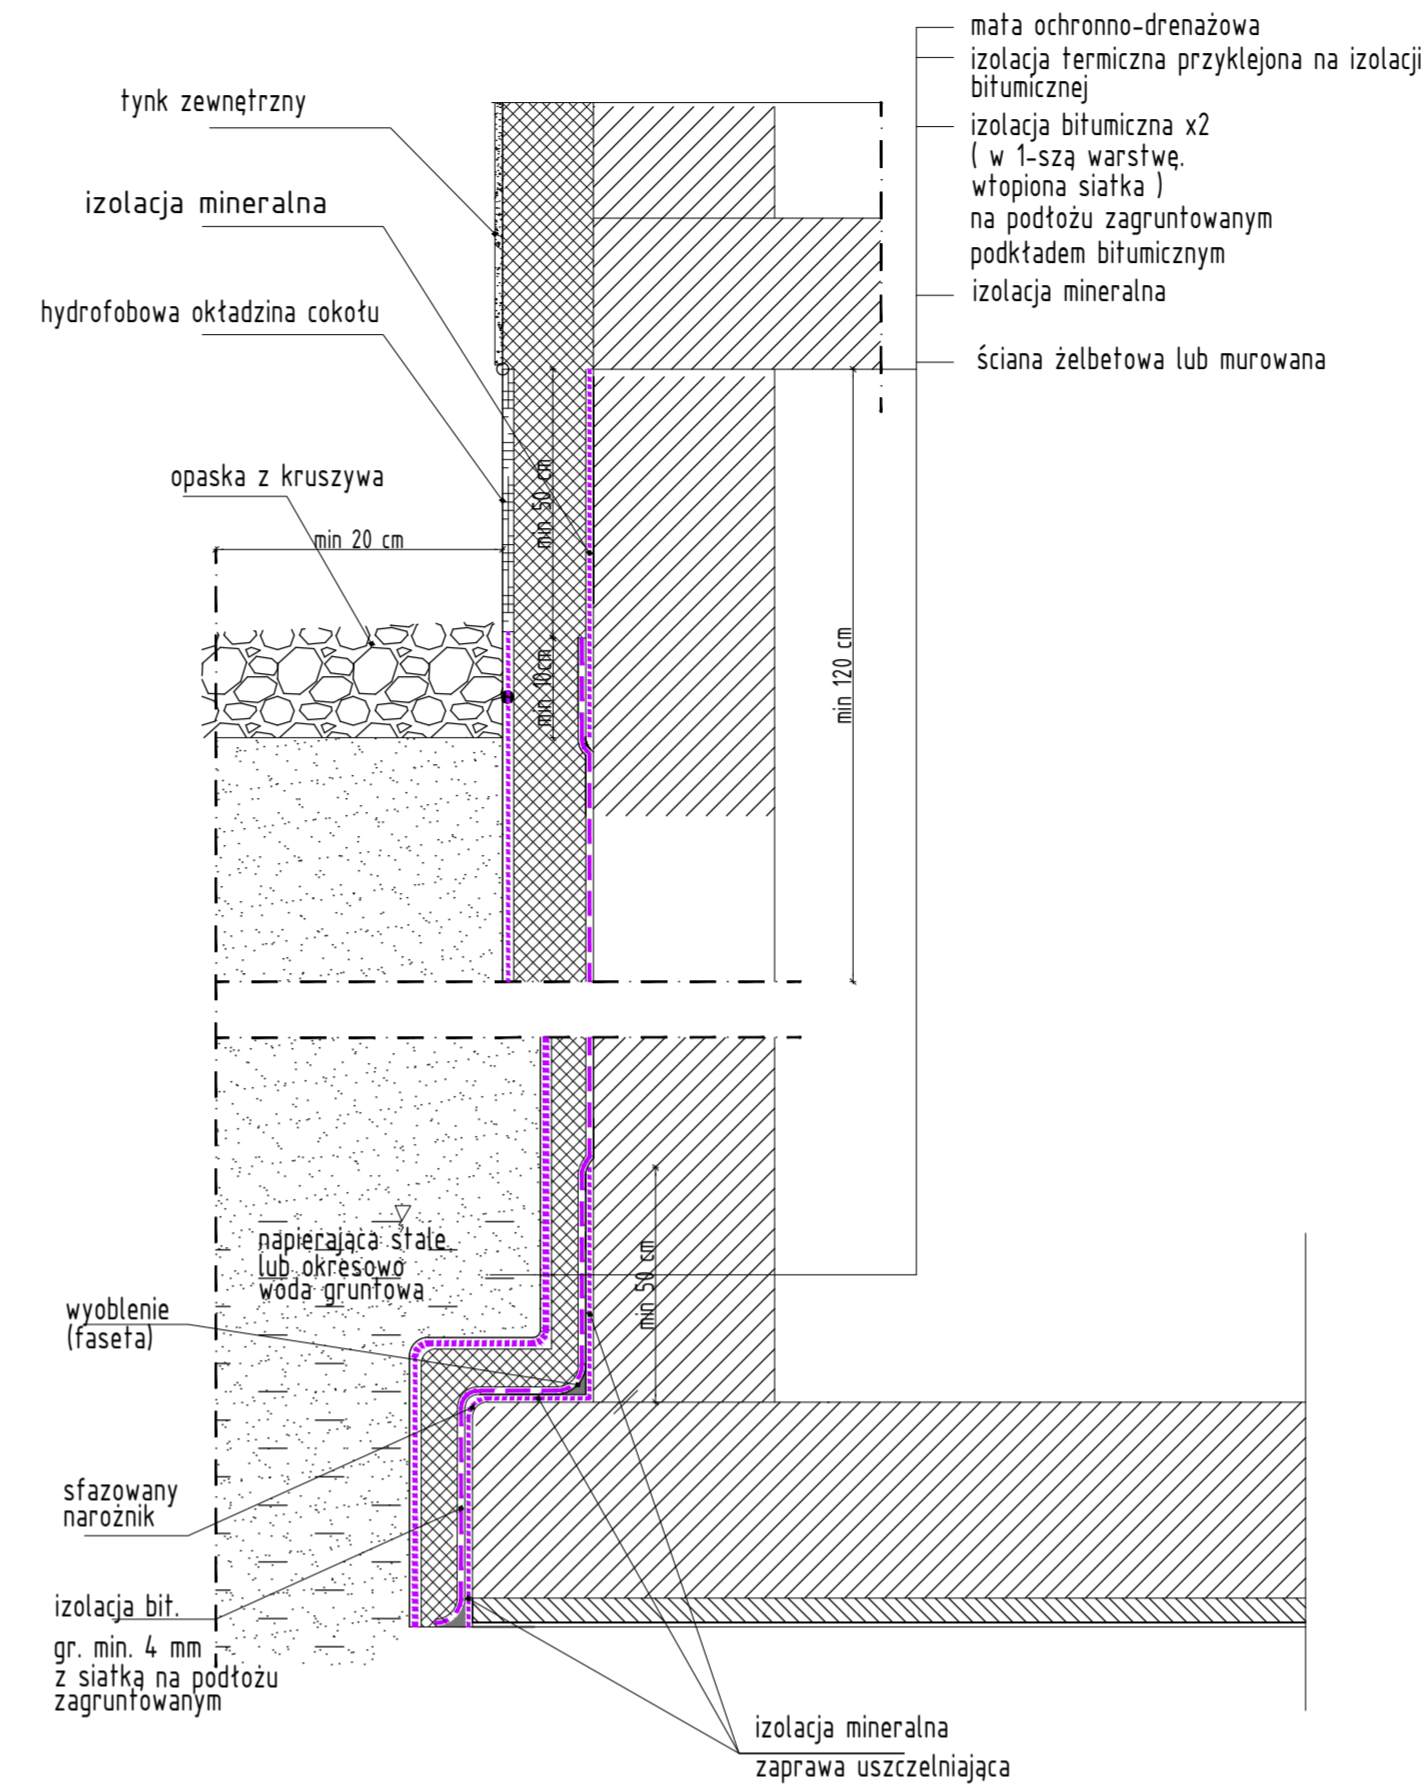 mata ochronno-drenażowa
izolacja termiczna przyklejona na izolacji
bitumicznej
izolacja bitumiczna x2
( w 1-szą warstwę.
wtopiona siatka )
na podłożu zagruntowanym
podkładem bitumicznym
izolacja mineralna
ściana żelbetowa lub murowana
tynk zewnętrzny
izolacja mineralna
hydrofobowa okładzina cokołu
opaska z kruszywa
min 20 cm
min 50 cm
min 10cm
min 120 cm
napierająca stale
lub okresowo
woda gruntowa
min 50 cm
wyoblenie
(faseta)
sfazowany
narożnik
izolacja bit.
gr. min. 4 mm
z siatką na podłożu
zagruntowanym
izolacja mineralna
zaprawa uszczelniająca